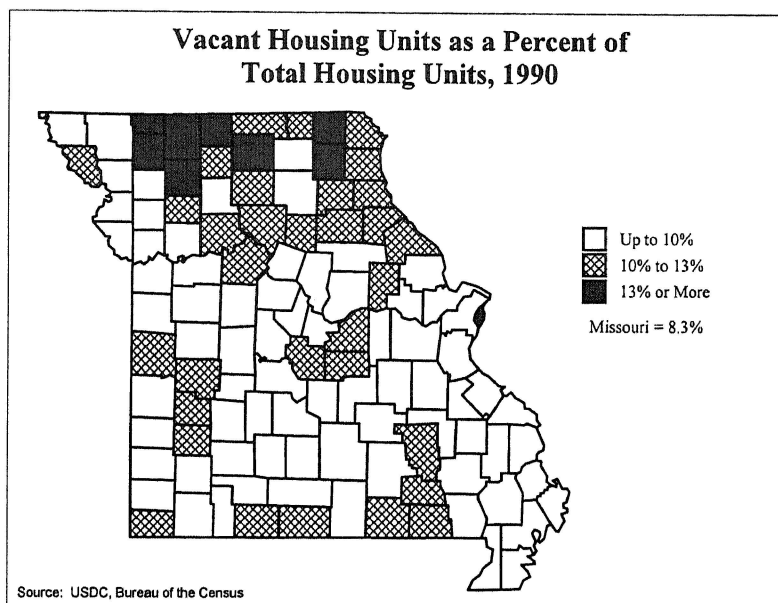 Vacant Housing Units as a Percent of
Total Housing Units, 1990
Up to 10%
10% to 13%
13% or More
Missouri = 8.3%
Source: USDC, Bureau of the Census